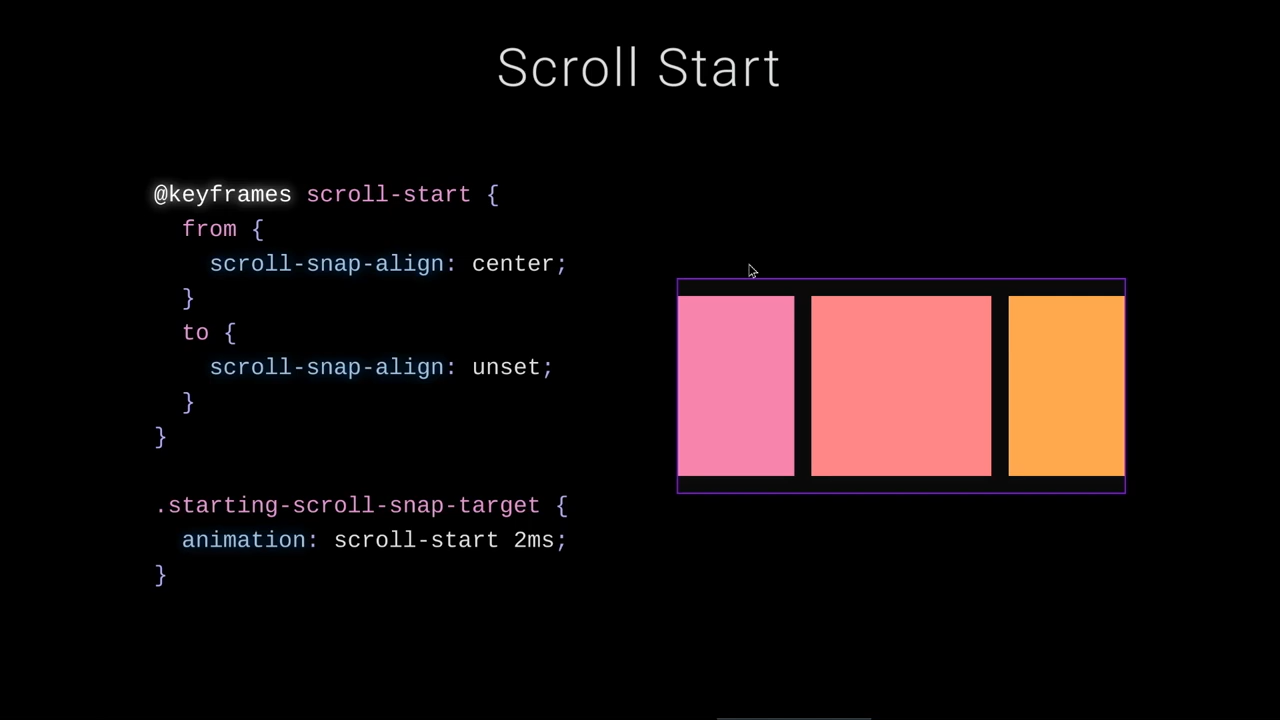 Scroll Start
@keyframes scroll-start {
from {
scroll-snap-align: center;
}
to {
scroll-snap-align: unset;
}
}
.starting-scroll-snap-target {
animation: scroll-start 2ms;
}